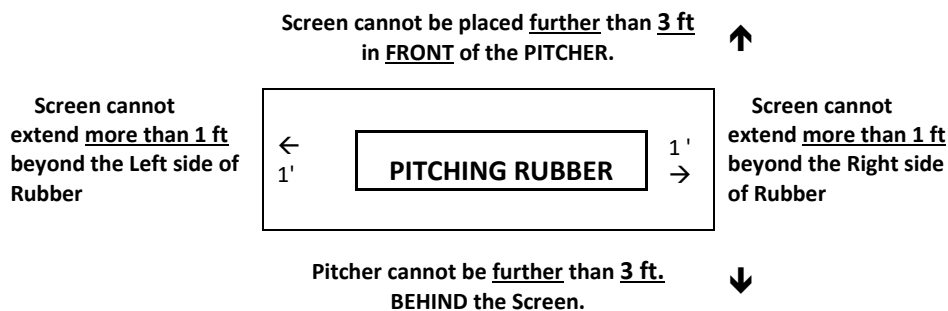 Screen cannot be placed further than 3 ft
in FRONT of the PITCHER.
↑
Screen cannot
extend more than 1 ft
beyond the Left side of
Rubber
←
1'
PITCHING RUBBER
1 '
→
Screen cannot
extend more than 1 ft
beyond the Right side
of Rubber
Pitcher cannot be further than 3 ft.
BEHIND the Screen.
↓